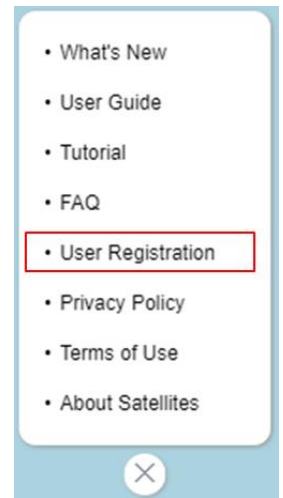 • What's New
• User Guide
• Tutorial
• FAQ
• User Registration
• Privacy Policy
• Terms of Use
• About Satellites